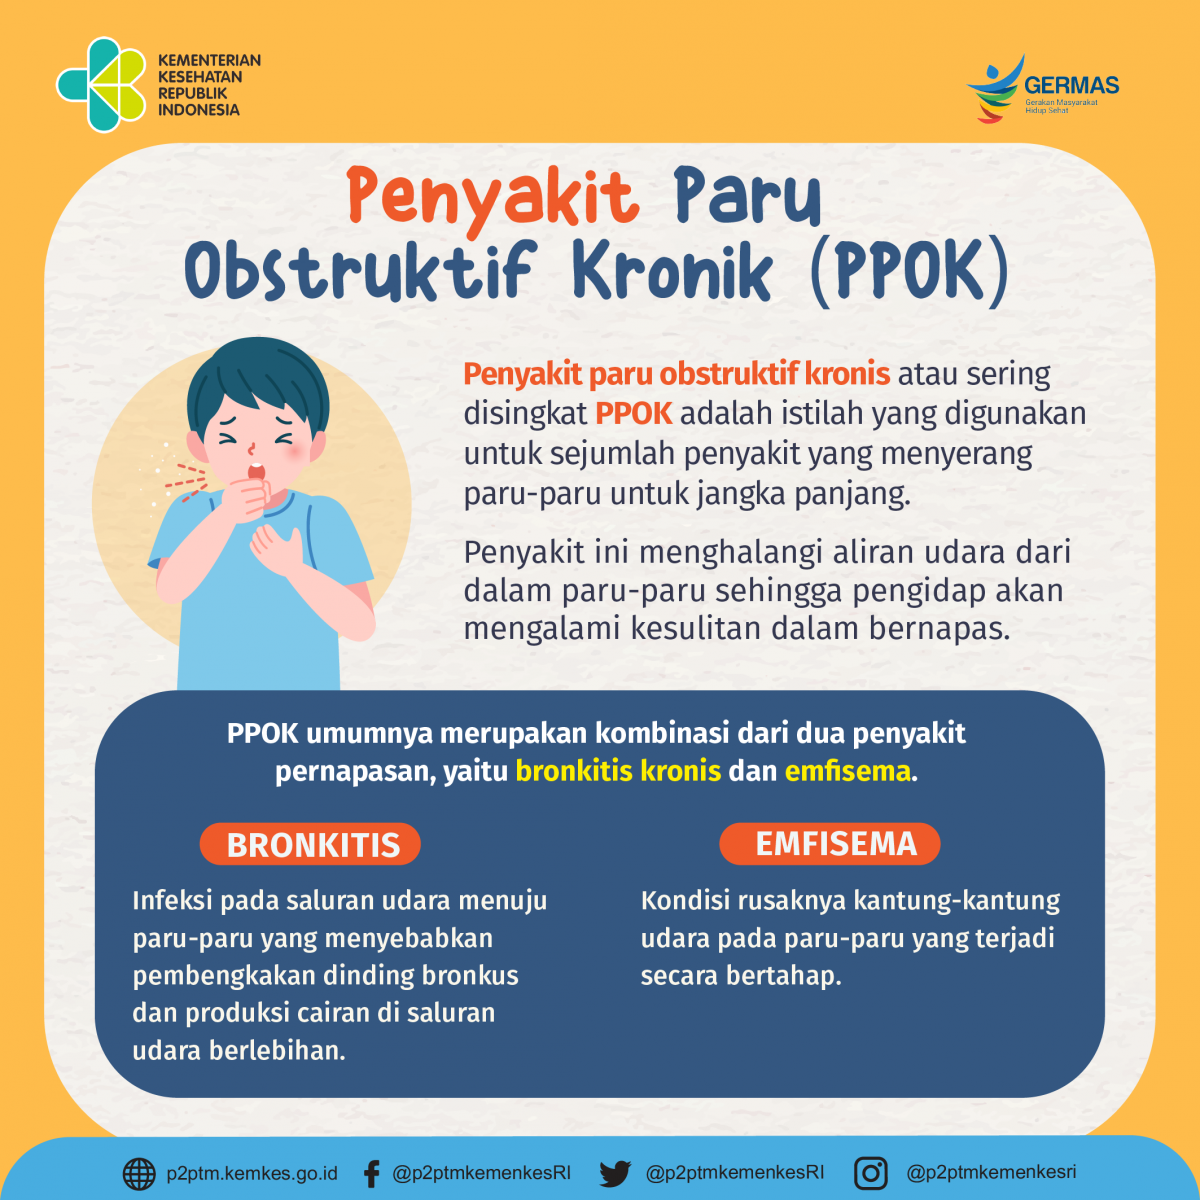 KEMENTERIAN
KESEHATAN
REPUBLIK
INDONESIA
GERMAS
Gerakan Masyarakat
Hidup Sehat
Penyakit Paru
Obstruktif Kronik (PPOK)
Penyakit paru obstruktif kronis atau sering
disingkat PPOK adalah istilah yang digunakan
untuk sejumlah penyakit yang menyerang
paru-paru untuk jangka panjang.
Penyakit ini menghalangi aliran udara dari
dalam paru-paru sehingga pengidap akan
mengalami kesulitan dalam bernapas.
PPOK umumnya merupakan kombinasi dari dua penyakit
pernapasan, yaitu bronkitis kronis dan emfisema.
BRONKITIS
Infeksi pada saluran udara menuju
paru-paru yang menyebabkan
pembengkakan dinding bronkus
dan produksi cairan di saluran
udara berlebihan.
EMFISEMA
Kondisi rusaknya kantung-kantung
udara pada paru-paru yang terjadi
secara bertahap.
p2ptm.kemkes.go.id @p2ptmkemenkesRI @p2ptmkemenkesRI @p2ptmkemenkesri